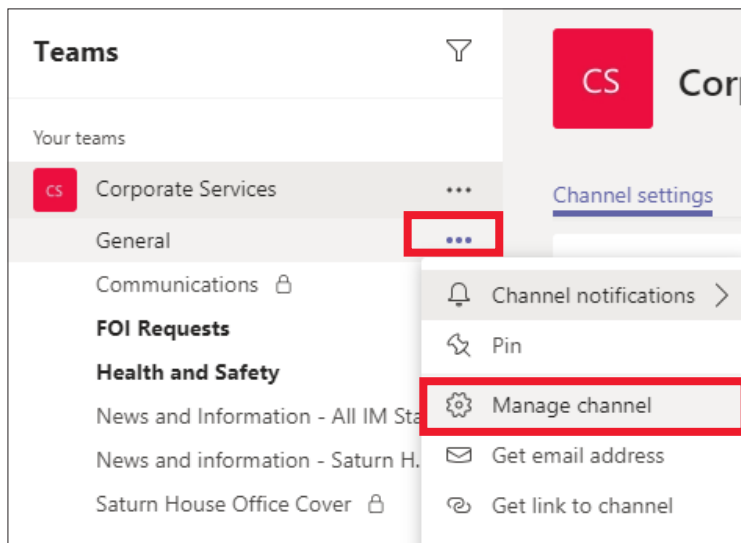 Teams
Your teams
CS Corporate Services
General
Communications
FOI Requests
Health and Safety
News and Information - All IM Sta
News and information - Saturn H.
Saturn House Office Cover
CS Cor
Channel settings
Channel notifications
Pin
Manage channel
Get email address
Get link to channel